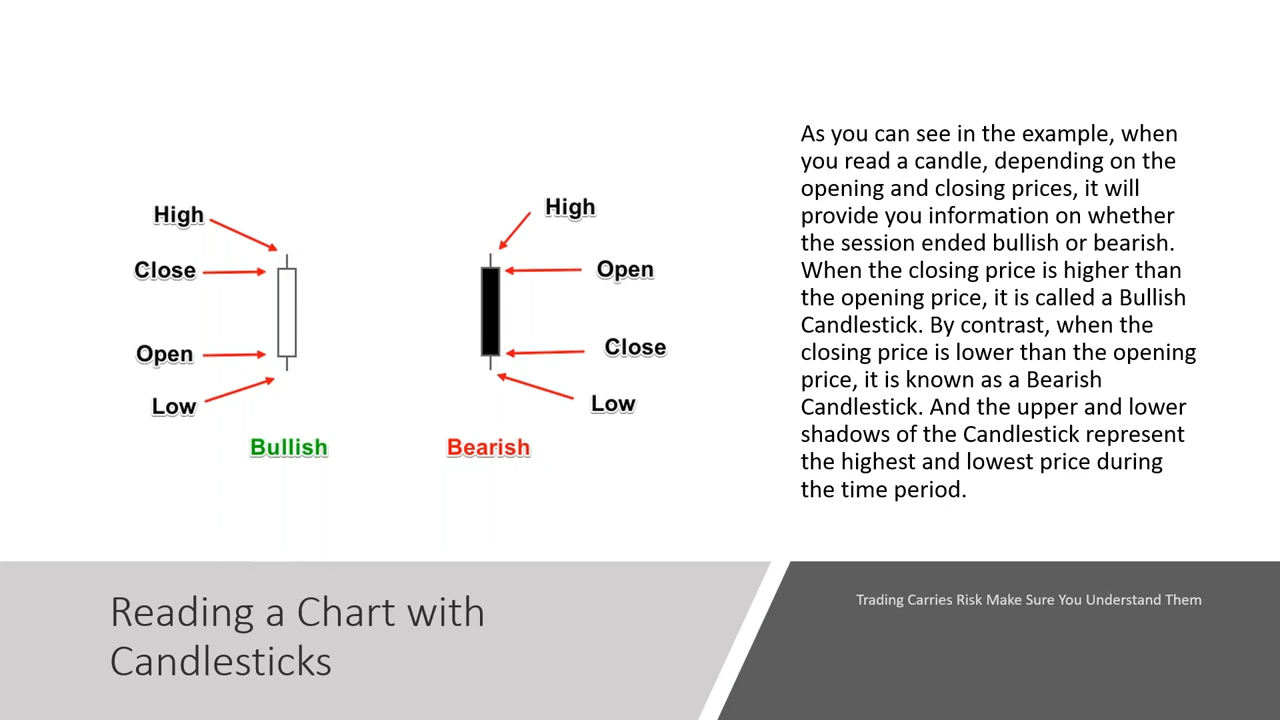 High
Close
Open
Low
Bullish
High
Open
Close
Low
Bearish
As you can see in the example, when
you read a candle, depending on the
opening and closing prices, it will
provide you information on whether
the session ended bullish or bearish.
When the closing price is higher than
the opening price, it is called a Bullish
Candlestick. By contrast, when the
closing price is lower than the opening
price, it is known as a Bearish
Candlestick. And the upper and lower
shadows of the Candlestick represent
the highest and lowest price during
the time period.
Reading a Chart with
Candlesticks
Trading Carries Risk Make Sure You Understand Them